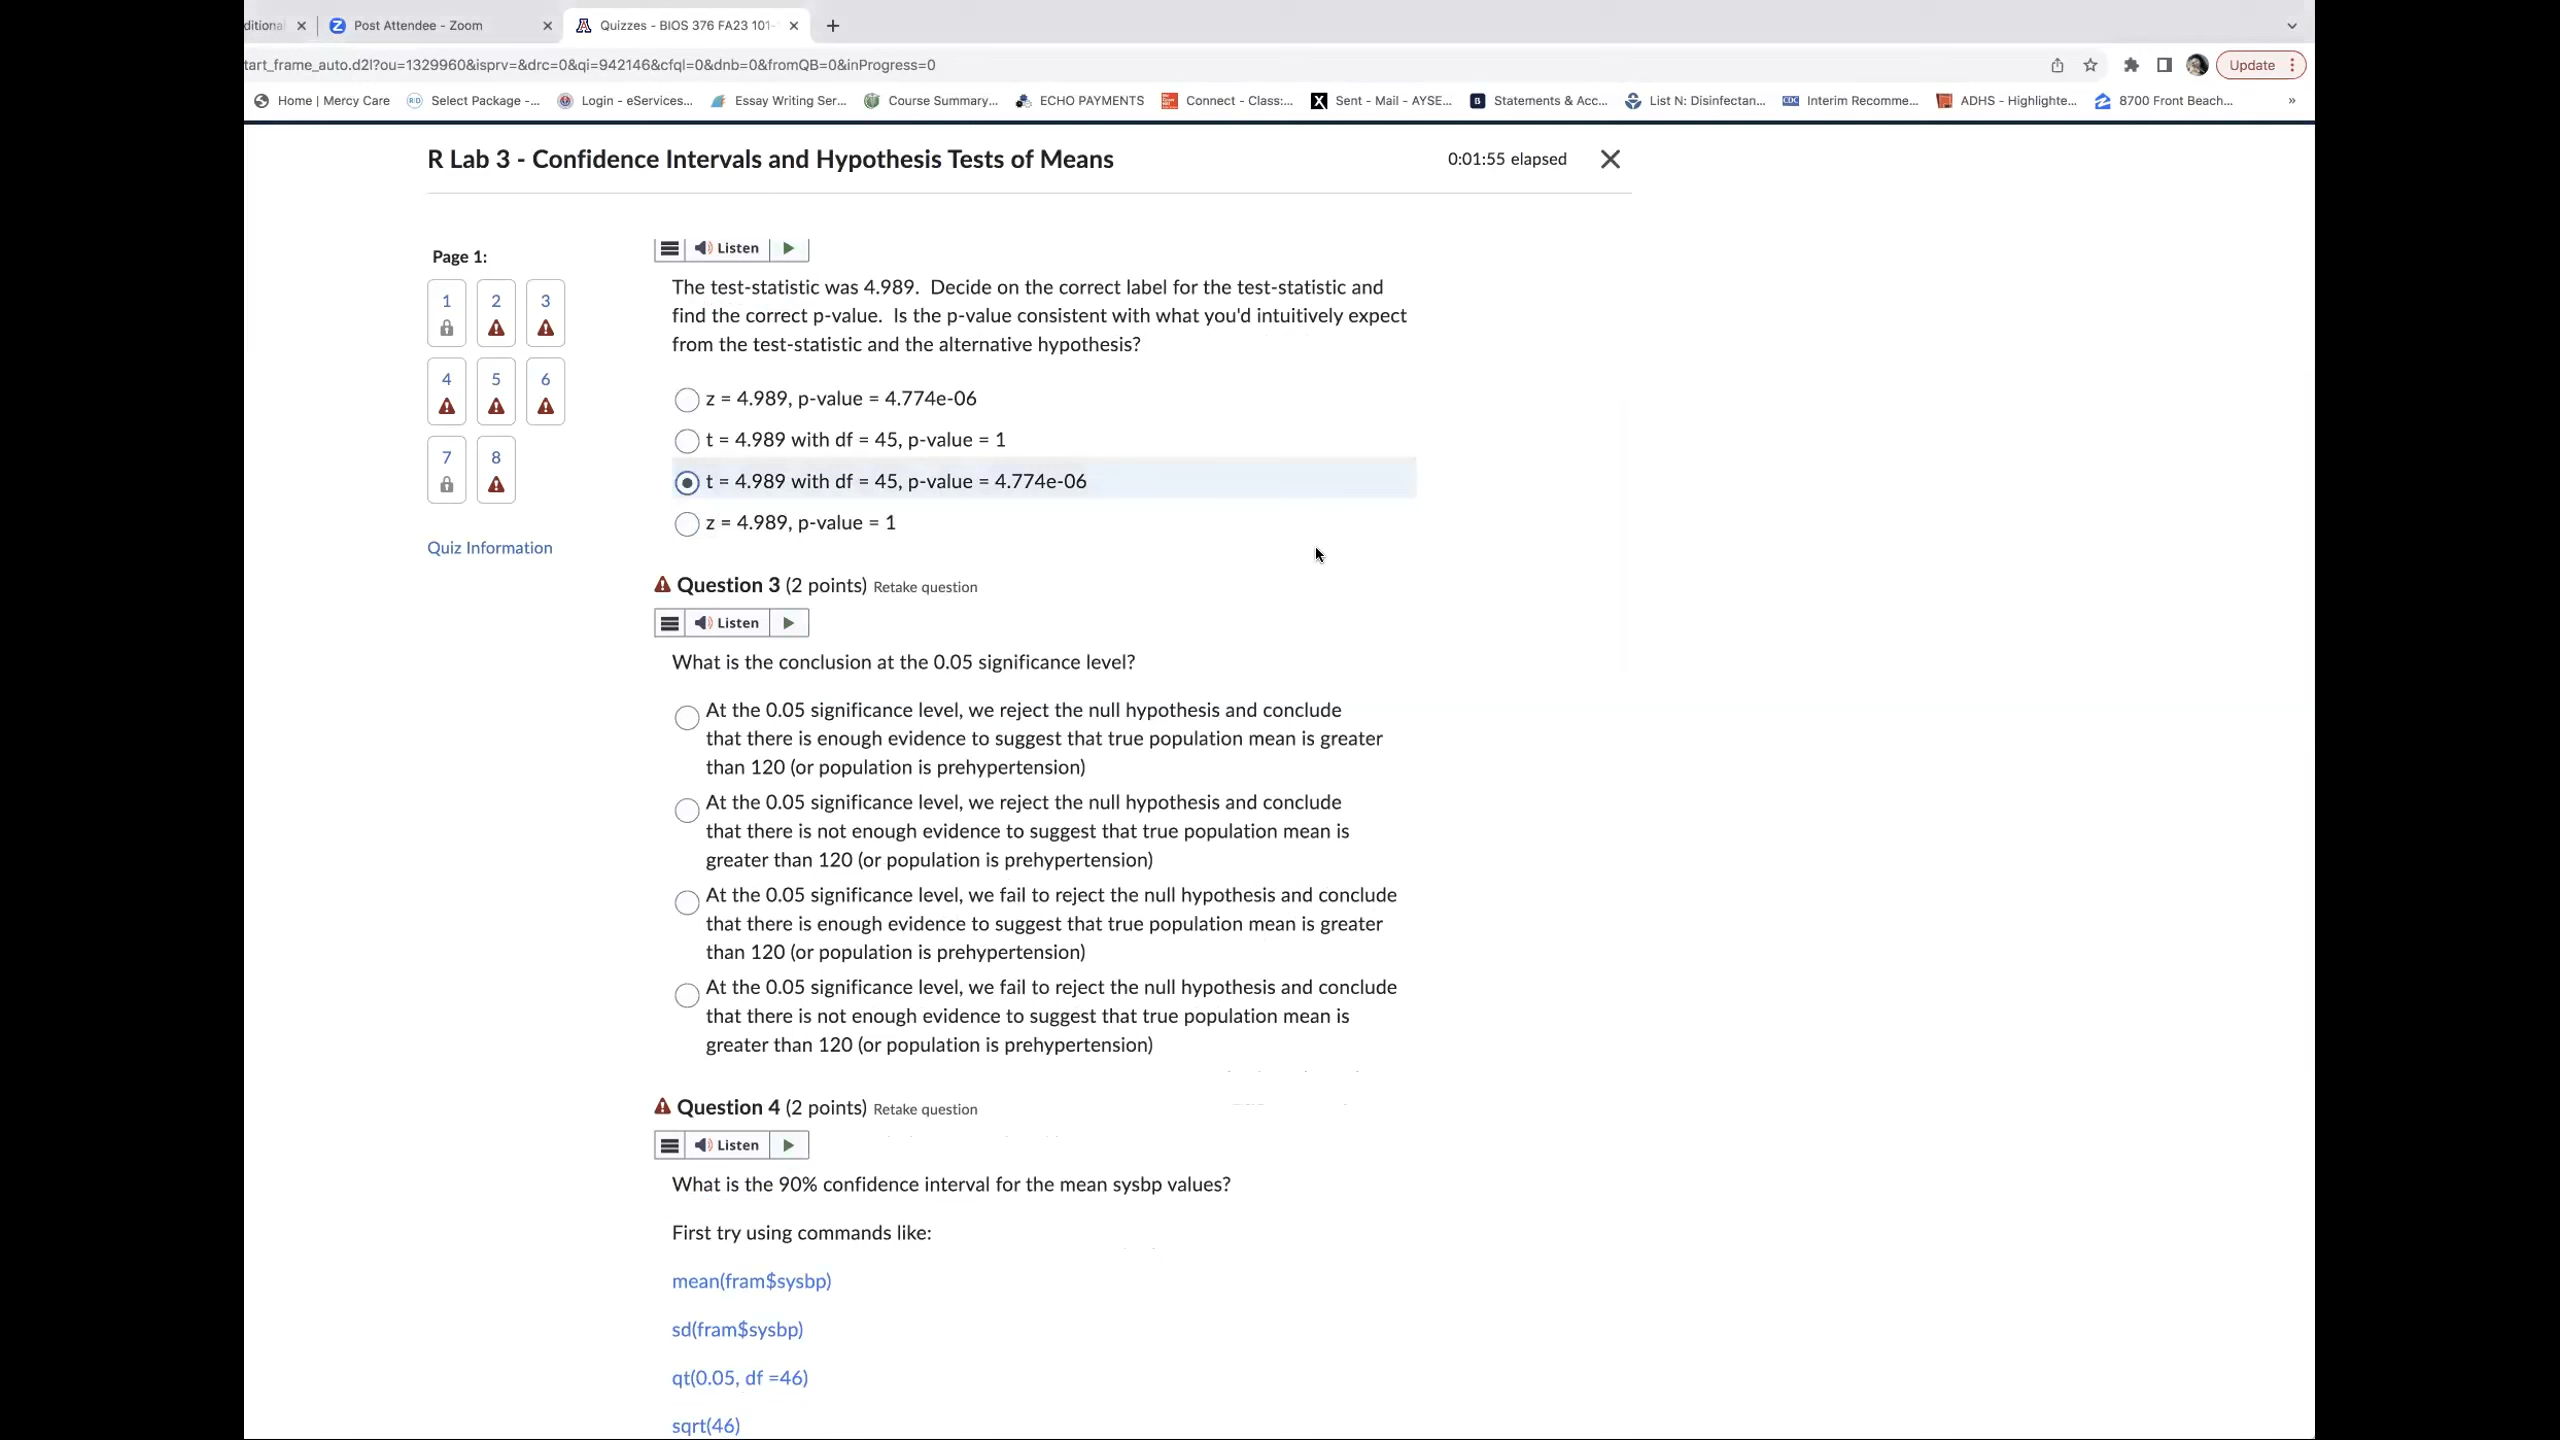 ditional
Post Attendee - Zoom
Quizzes - BIOS 376 FA23 101-
tart_frame_auto.d2l?ou=1329960&isprv=&drc=0&qi=942146&cfql=0&dnb=0&fromQB=0&inProgress=0
Update
Home | Mercy Care
Select Package -...
Login - eServices...
Essay Writing Ser...
Course Summary...
ECHO PAYMENTS
Connect - Class:...
Sent - Mail - AYSE...
Statements & Acc...
List N: Disinfectan...
Interim Recomme...
ADHS - Highlighte...
8700 Front Beach...
»
R Lab 3 - Confidence Intervals and Hypothesis Tests of Means
0:01:55 elapsed
Page 1:
1 2 3
4 5 6
7 8
Quiz Information
Listen
The test-statistic was 4.989. Decide on the correct label for the test-statistic and
find the correct p-value. Is the p-value consistent with what you'd intuitively expect
from the test-statistic and the alternative hypothesis?
z = 4.989, p-value = 4.774e-06
t = 4.989 with df = 45, p-value = 1
t = 4.989 with df = 45, p-value = 4.774e-06
z = 4.989, p-value = 1
Question 3 (2 points) Retake question
Listen
What is the conclusion at the 0.05 significance level?
At the 0.05 significance level, we reject the null hypothesis and conclude
that there is enough evidence to suggest that true population mean is greater
than 120 (or population is prehypertension)
At the 0.05 significance level, we reject the null hypothesis and conclude
that there is not enough evidence to suggest that true population mean is
greater than 120 (or population is prehypertension)
At the 0.05 significance level, we fail to reject the null hypothesis and conclude
that there is enough evidence to suggest that true population mean is greater
than 120 (or population is prehypertension)
At the 0.05 significance level, we fail to reject the null hypothesis and conclude
that there is not enough evidence to suggest that true population mean is
greater than 120 (or population is prehypertension)
Question 4 (2 points) Retake question
Listen
What is the 90% confidence interval for the mean sysbp values?
First try using commands like:
mean(fram$sysbp)
sd(fram$sysbp)
qt(0.05, df =46)
sqrt(46)